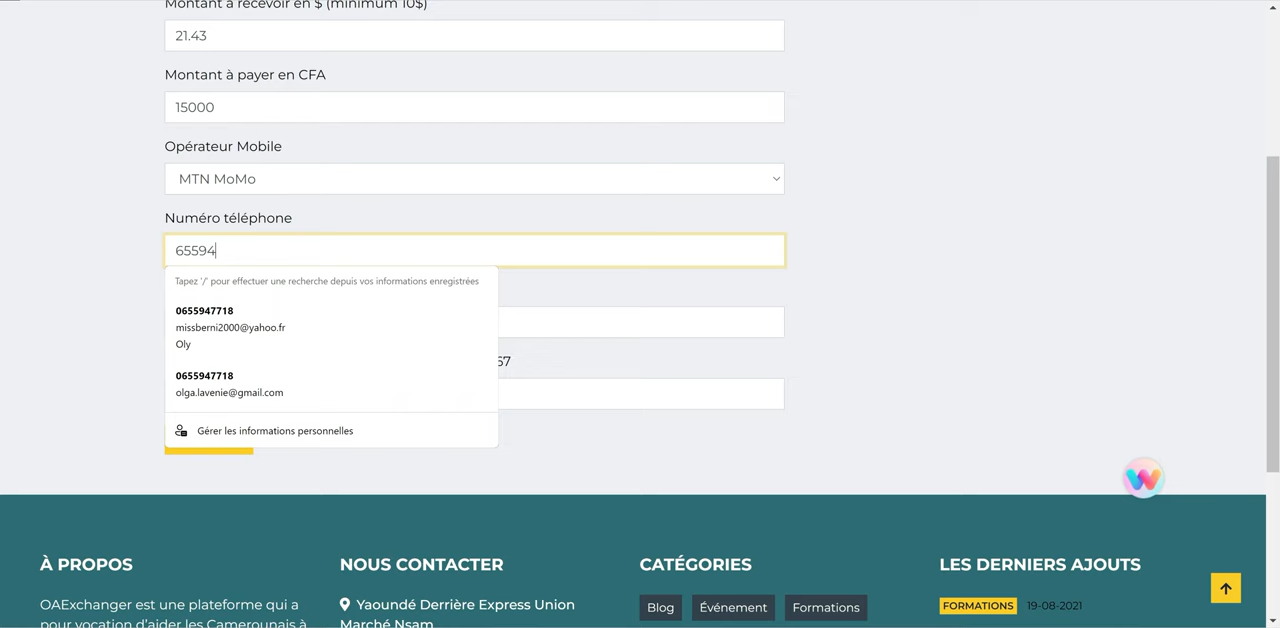 Montant à recevoir en $ (minimum 10$)
21.43
Montant à payer en CFA
15000
Opérateur Mobile
MTN MoMo
Numéro téléphone
65594
Tapez '/' pour effectuer une recherche depuis vos informations enregistrées
0655947718
missberni2000@yahoo.fr
Oly
67
0655947718
olga.lavenie@gmail.com
Gérer les informations personnelles
À PROPOS
OAExchanger est une plateforme qui a
pour vocation d'aider les Camerounais à
NOUS CONTACTER
Yaoundé Derrière Express Union
Marché Nsam
CATÉGORIES
Blog
Événement
Formations
LES DERNIERS AJOUTS
FORMATIONS 19-08-2021